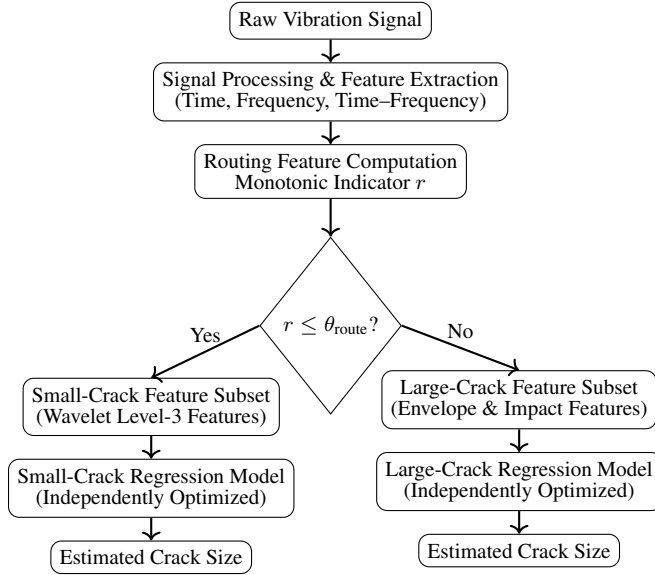 Raw Vibration Signal
Signal Processing & Feature Extraction
(Time, Frequency, Time–Frequency)
Routing Feature Computation
Monotonic Indicator r
r ≤ θroute?
Yes
No
Small-Crack Feature Subset
(Wavelet Level-3 Features)
Large-Crack Feature Subset
(Envelope & Impact Features)
Small-Crack Regression Model
(Independently Optimized)
Large-Crack Regression Model
(Independently Optimized)
Estimated Crack Size
Estimated Crack Size